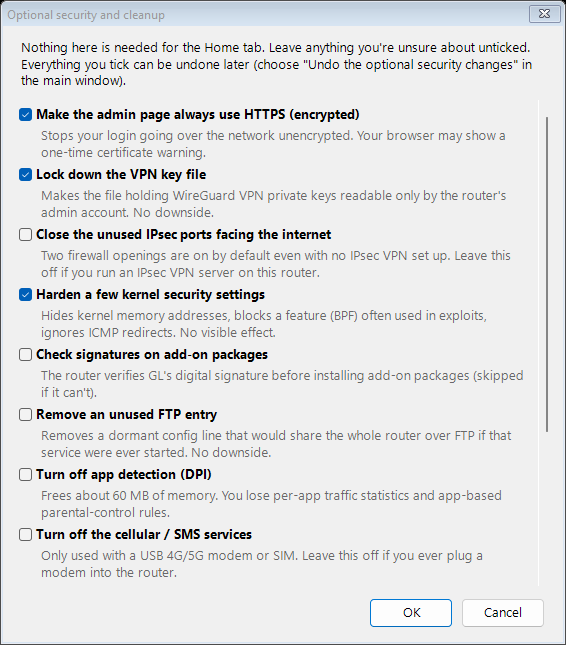 Optional security and cleanup
Nothing here is needed for the Home tab. Leave anything you're unsure about unticked.
Everything you tick can be undone later (choose "Undo the optional security changes" in
the main window).
Make the admin page always use HTTPS (encrypted)
Stops your login going over the network unencrypted. Your browser may show a
one-time certificate warning.
Lock down the VPN key file
Makes the file holding WireGuard VPN private keys readable only by the router's
admin account. No downside.
Close the unused IPsec ports facing the internet
Two firewall openings are on by default even with no IPsec VPN set up. Leave this
off if you run an IPsec VPN server on this router.
Harden a few kernel security settings
Hides kernel memory addresses, blocks a feature (BPF) often used in exploits,
ignores ICMP redirects. No visible effect.
Check signatures on add-on packages
The router verifies GL's digital signature before installing add-on packages (skipped
if it can't).
Remove an unused FTP entry
Removes a dormant config line that would share the whole router over FTP if that
service were ever started. No downside.
Turn off app detection (DPI)
Frees about 60 MB of memory. You lose per-app traffic statistics and app-based
parental-control rules.
Turn off the cellular / SMS services
Only used with a USB 4G/5G modem or SIM. Leave this off if you ever plug a
modem into the router.
OK
Cancel